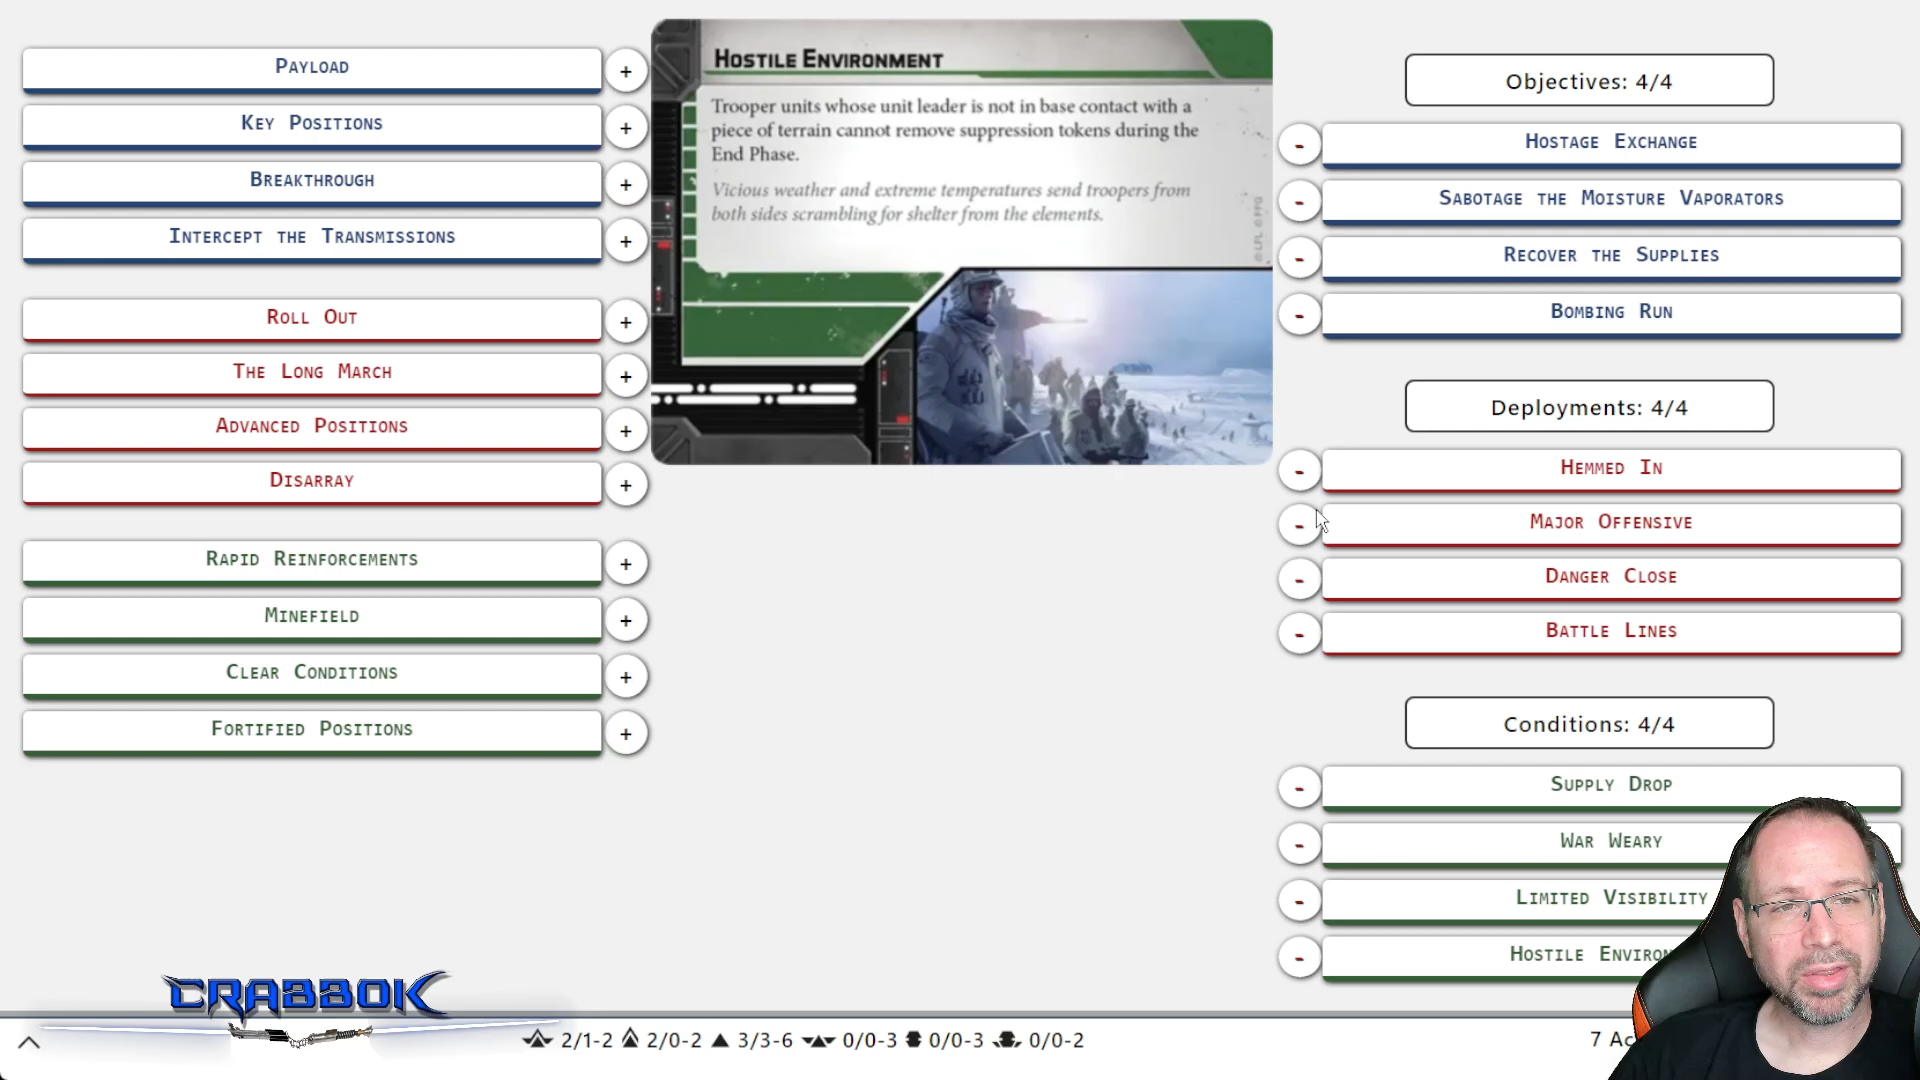 PAYLOAD
+
KEY POSITIONS
+
BREAKTHROUGH
+
INTERCEPT THE TRANSMISSIONS
+
ROLL OUT
+
THE LONG MARCH
+
ADVANCED POSITIONS
+
DISARRAY
+
RAPID REINFORCEMENTS
+
MINEFIELD
+
CLEAR CONDITIONS
+
FORTIFIED POSITIONS
+
HOSTILE ENVIRONMENT
Trooper units whose unit leader is not in base contact with a
piece of terrain cannot remove suppression tokens during the
End Phase.
Vicious weather and extreme temperatures send troopers from
both sides scrambling for shelter from the elements.
© LFL © FFG
Objectives: 4/4
- HOSTAGE EXCHANGE
- SABOTAGE THE MOISTURE VAPORATORS
- RECOVER THE SUPPLIES
- BOMBING RUN
Deployments: 4/4
- HEMMED IN
- MAJOR OFFENSIVE
- DANGER CLOSE
- BATTLE LINES
Conditions: 4/4
- SUPPLY DROP
- WAR WEARY
- LIMITED VISIBILITY
- HOSTILE ENVIRON
CRABBOK
2/1-2 2/0-2 3/3-6 0/0-3 0/0-3 0/0-2
7 Ac